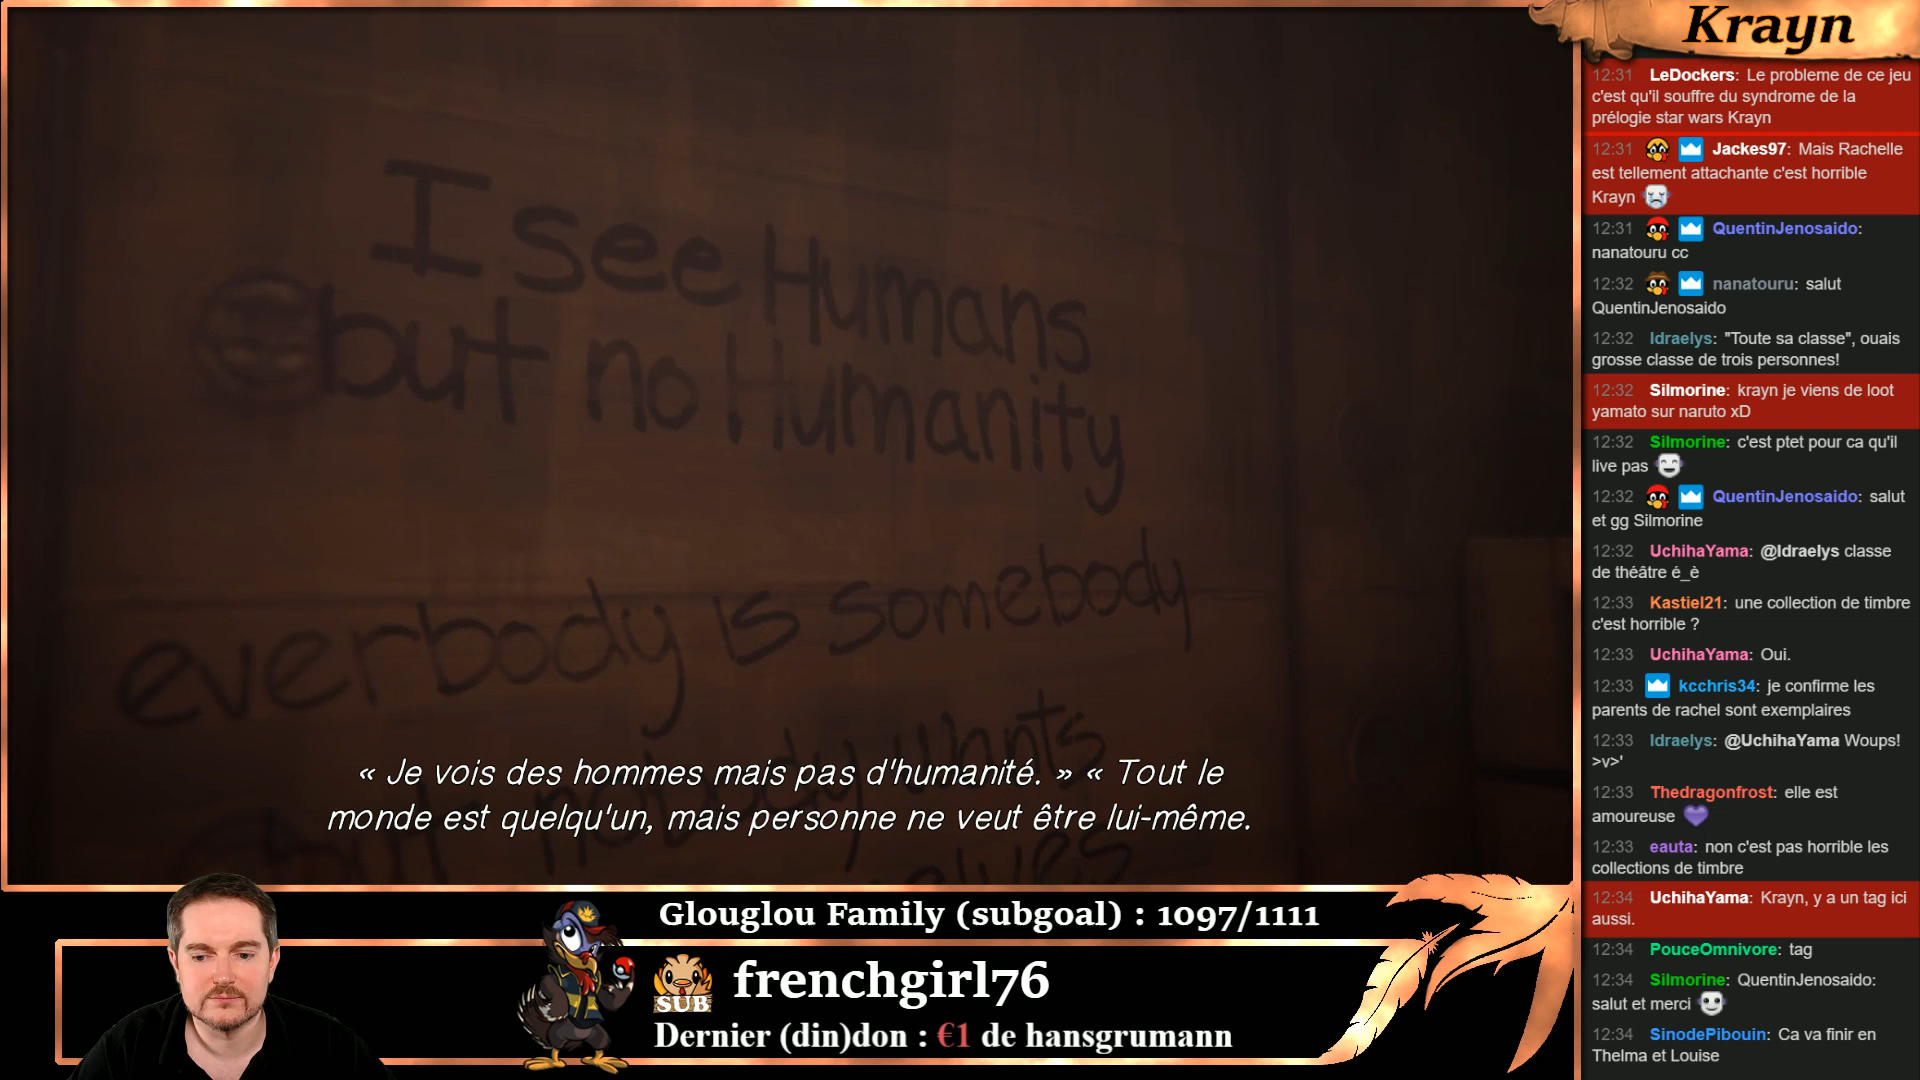 I see Humans
but no Humanity
everbody is somebody
nobody wants
« Je vois des hommes mais pas d'humanité. » « Tout le
monde est quelqu'un, mais personne ne veut être lui-même.
Glouglou Family (subgoal) : 1097/1111
SUB
frenchgirl76
Dernier (din)don : €1 de hansgrumann
Krayn
12:31 LeDockers: Le probleme de ce jeu
c'est qu'il souffre du syndrome de la
prélogie star wars Krayn
12:31 Jackes97: Mais Rachelle
est tellement attachante c'est horrible
Krayn
12:31 QuentinJenosaido:
nanatouru cc
12:32 nanatouru: salut
QuentinJenosaido
12:32 Idraelys: "Toute sa classe", ouais
grosse classe de trois personnes!
12:32 Silmorine: krayn je viens de loot
yamato sur naruto xD
12:32 Silmorine: c'est ptet pour ca qu'il
live pas
12:32 QuentinJenosaido: salut
et gg Silmorine
12:32 UchihaYama: @Idraelys classe
de théâtre é_è
12:33 Kastiel21: une collection de timbre
c'est horrible ?
12:33 UchihaYama: Oui.
12:33 kcchris34: je confirme les
parents de rachel sont exemplaires
12:33 Idraelys: @UchihaYama Woups!
>v>'
12:33 Thedragonfrost: elle est
amoureuse
12:33 eauta: non c'est pas horrible les
collections de timbre
12:34 UchihaYama: Krayn, y a un tag ici
aussi.
12:34 PouceOmnivore: tag
12:34 Silmorine: QuentinJenosaido:
salut et merci
12:34 SinodePibouin: Ca va finir en
Thelma et Louise